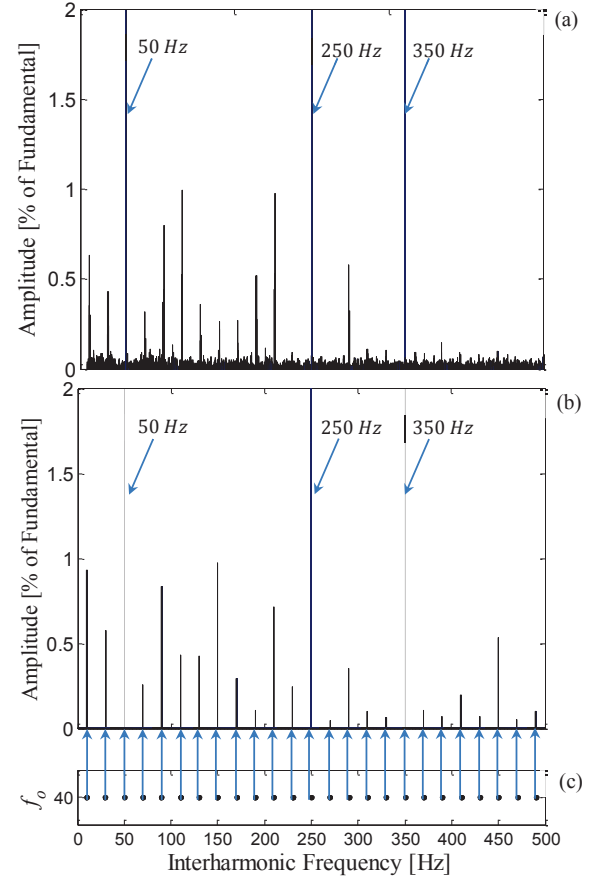 2
(a)
50 Hz
250 Hz
350 Hz
1.5
1
0.5
0
Amplitude [% of Fundamental]
2
(b)
50 Hz
250 Hz
350 Hz
1.5
1
0.5
0
Amplitude [% of Fundamental]
(c)
40
f_o
0 50 100 150 200 250 300 350 400 450 500
Interharmonic Frequency [Hz]